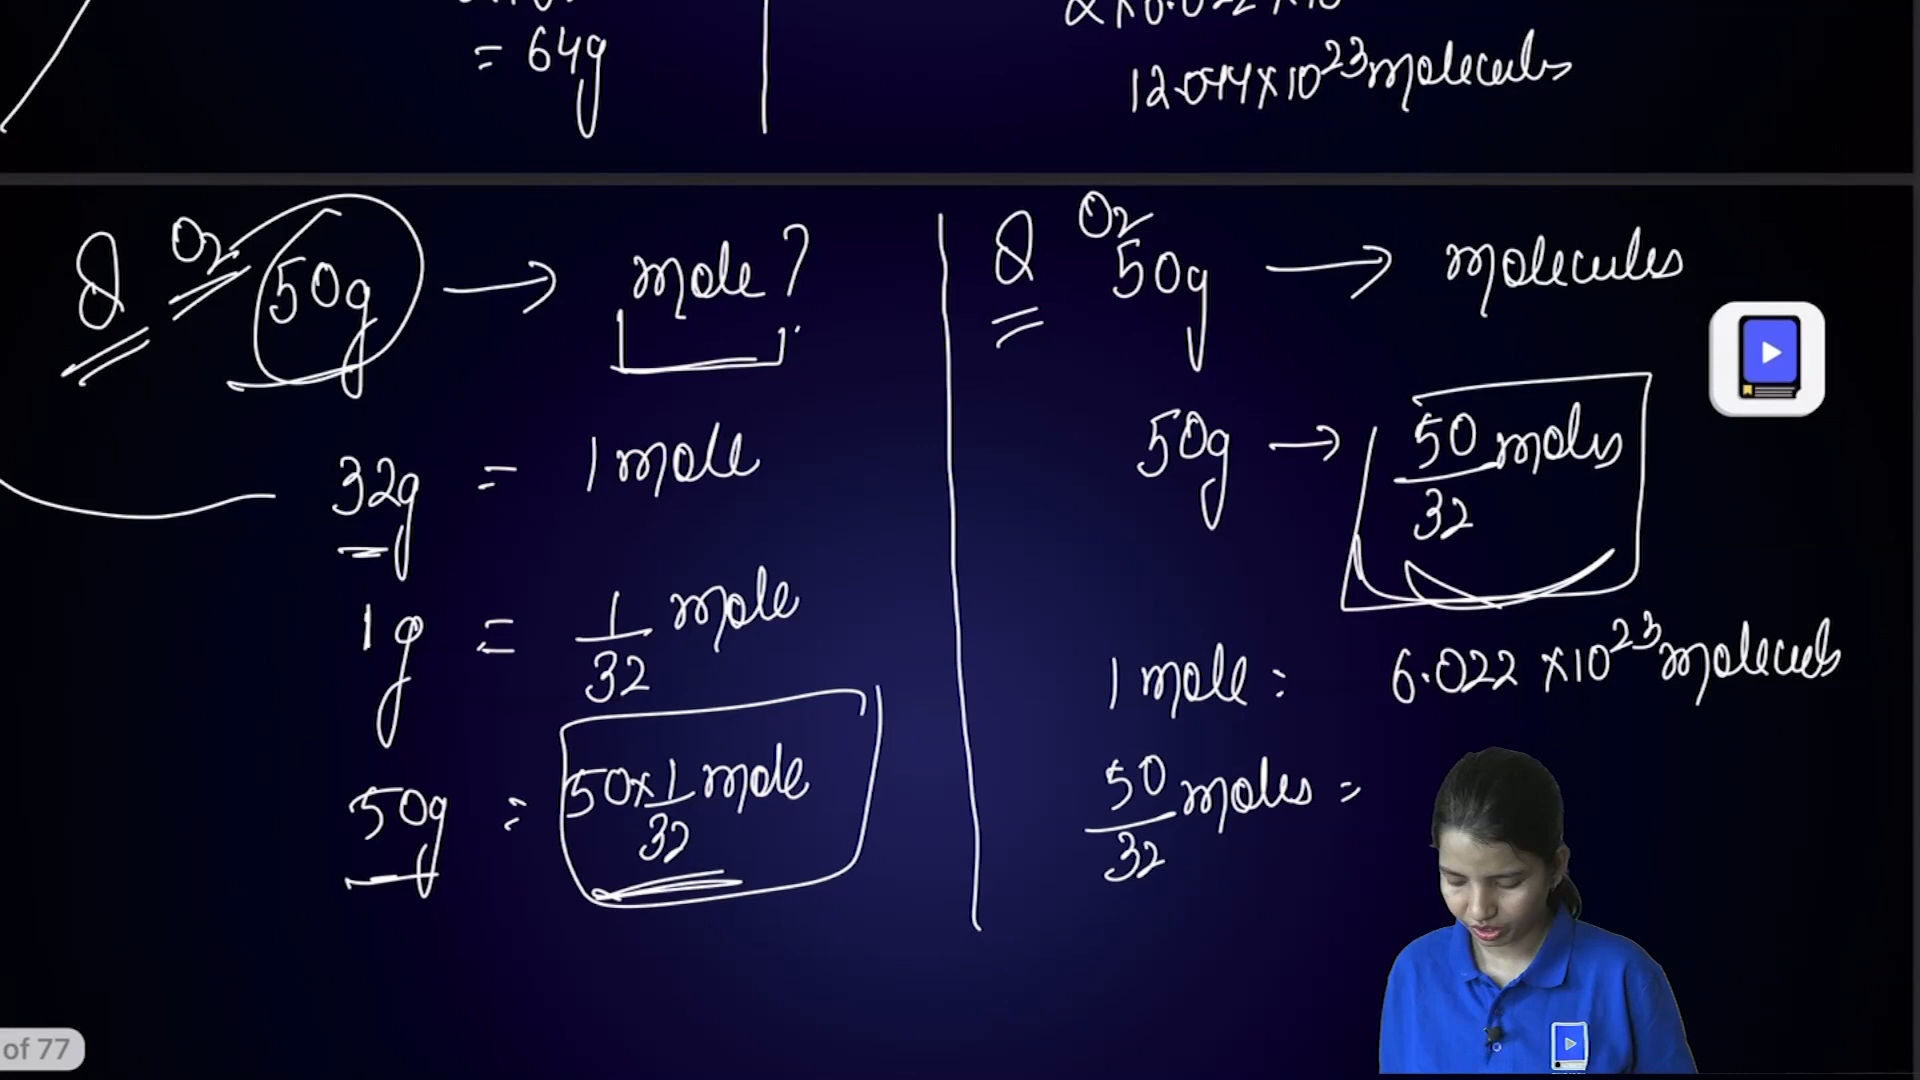 = 64g
12.044×10²³ molecules
Q O₂ 50g → mole?
32g = 1 mole
1g = 1/32 mole
50g = 50×1/32 mole
Q O₂ 50g → molecules
50g → 50/32 moles
1 mole = 6.022 ×10²³ molecules
50/32 moles =
of 77